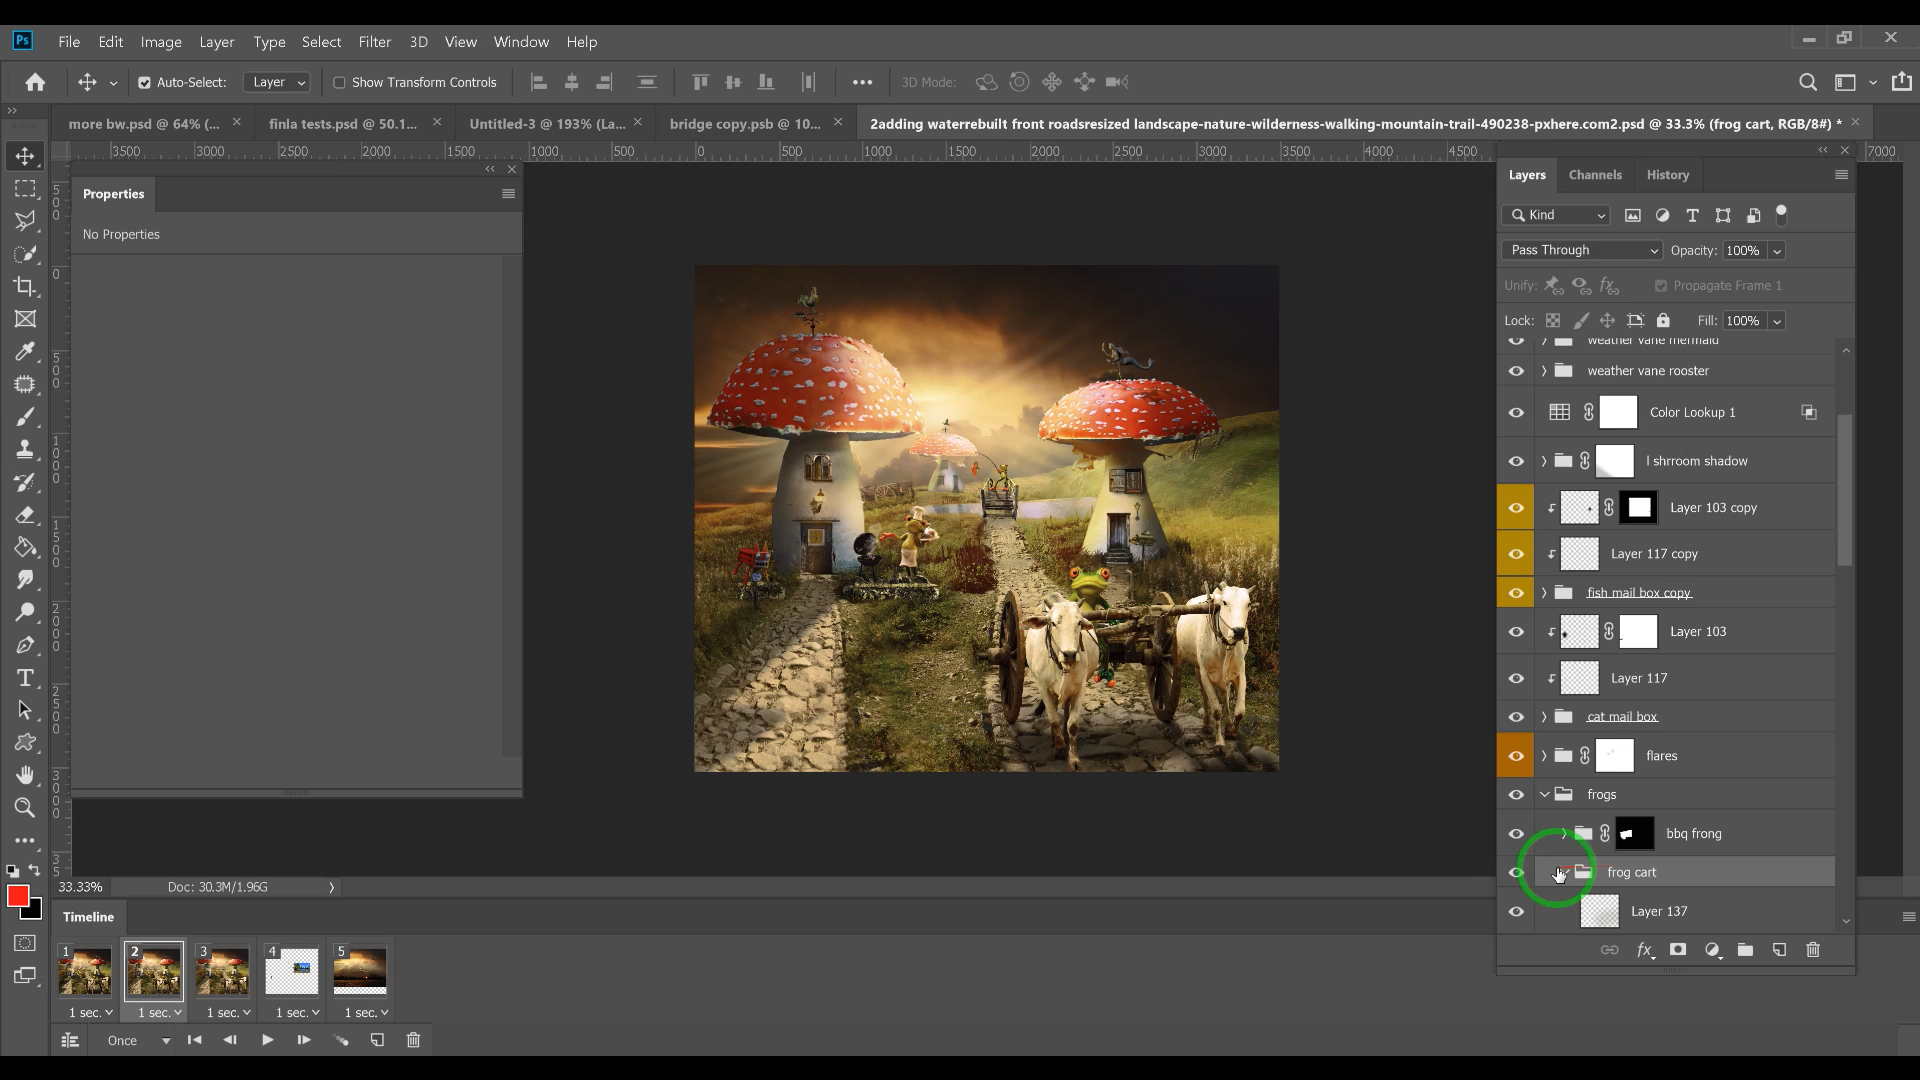 Ps File Edit Image Layer Type Select Filter 3D View Window Help
Auto-Select: Layer Show Transform Controls 3D Mode:
more bw.psd @ 64% (... finla tests.psd @ 50.1... Untitled-3 @ 193% (La... bridge copy.psb @ 10... 2adding waterrebuilt front roadsresized landscape-nature-wilderness-walking-mountain-trail-490238-pxhere.com2.psd @ 33.3% (frog cart, RGB/8#) *
3500 3000 2500 2000 1500 1000 500 0 500 1000 1500 2000 2500 3000 3500 4000 4500 7000
Properties
No Properties
Layers Channels History
Kind
Pass Through Opacity: 100%
Unify: Propagate Frame 1
Lock: Fill: 100%
weather vane mermaid
weather vane rooster
Color Lookup 1
l shrroom shadow
Layer 103 copy
Layer 117 copy
fish mail box copy
Layer 103
Layer 117
cat mail box
flares
frogs
bbq frong
frog cart
Layer 137
fx
33.33% Doc: 30.3M/1.96G
Timeline
1 2 3 4 5
1 sec. 1 sec. 1 sec. 1 sec. 1 sec.
Once